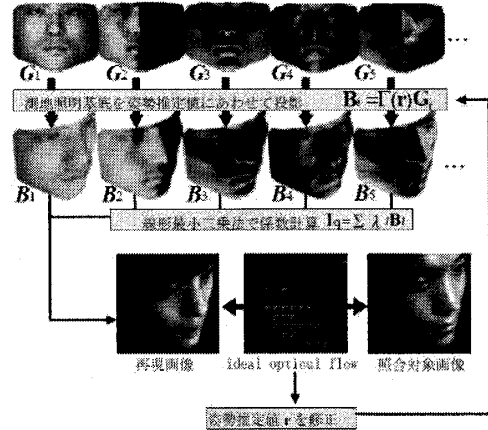 G1 G2 G3 G4 G5 ...
測地照明基底を姿勢推定値にあわせて投影 Bi=Γ(r)Gi
B1 B2 B3 B4 B5 ...
線形最小二乗法で係数計算 Iq=Σλi Bi
再現画像 ideal optical flow 照合対象画像
姿勢推定値 r を修正